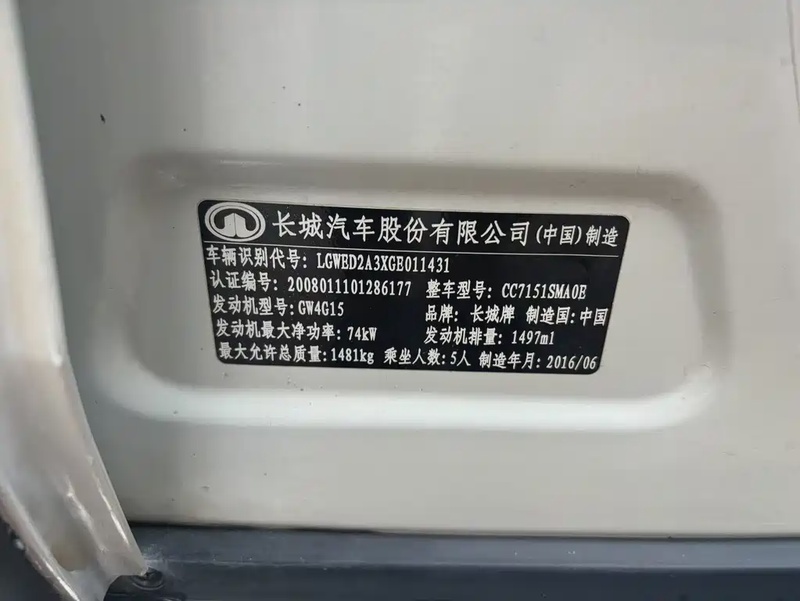 长城汽车股份有限公司(中国)制造
车辆识别代号: LGWED2A3XGE011431
认证编号: 2008011101286177 整车型号: CC7151SMA0E
发动机型号: GW4G15 品牌: 长城牌 制造国: 中国
发动机最大净功率: 74kW 发动机排量: 1497ml
最大允许总质量: 1481kg 乘坐人数: 5人 制造年月: 2016/06